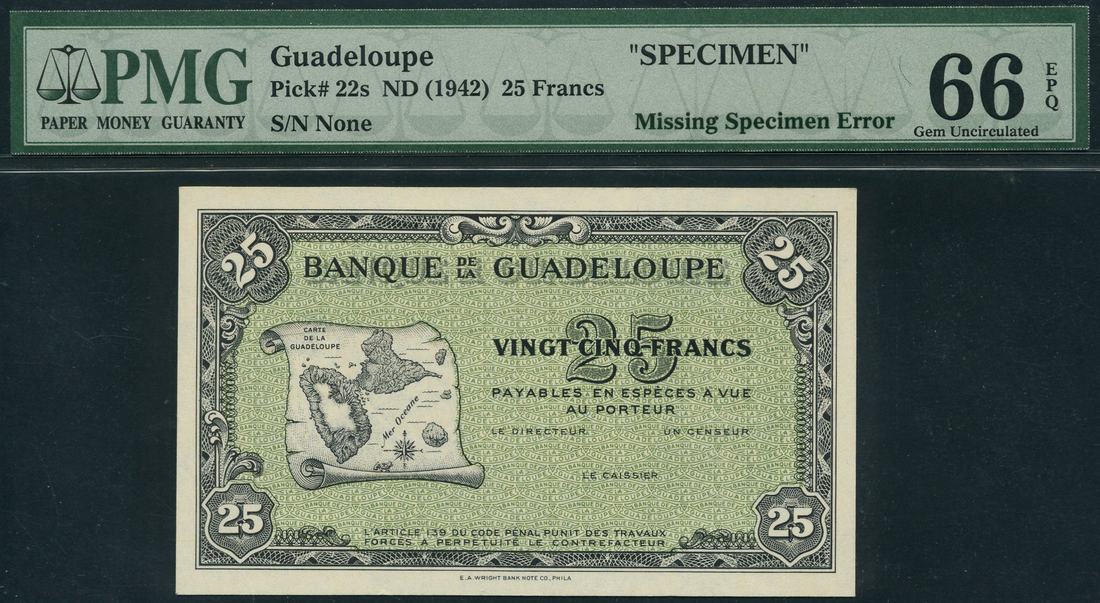 PMG
PAPER MONEY GUARANTY
Guadeloupe
Pick# 22s ND (1942) 25 Francs
S/N None
"SPECIMEN"
Missing Specimen Error
66
EPQ
Gem Uncirculated
25
25
BANQUE DE LA GUADELOUPE
CARTE
DE LA
GUADELOUPE
Mer Oceane
25
VINGT-CINQ-FRANCS
PAYABLES EN ESPÈCES A VUE
AU PORTEUR
LE DIRECTEUR UN CENSEUR
LE CAISSIER
25
25
L'ARTICLE 139 DU CODE PÉNAL PUNIT DES TRAVAUX
FORCÉS A PERPETUITÉ LE CONTREFACTEUR
E.A.WRIGHT BANK NOTE CO., PHILA